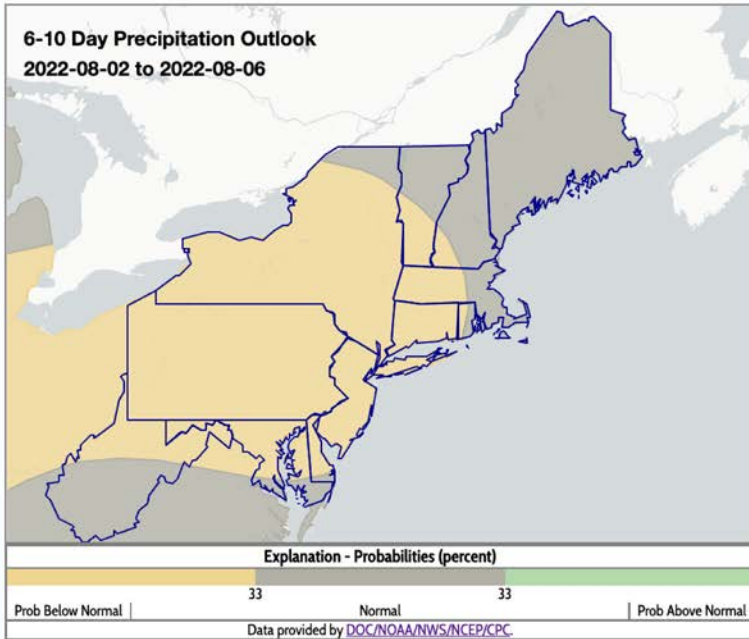 6-10 Day Precipitation Outlook
2022-08-02 to 2022-08-06
Explanation - Probabilities (percent)
33 33
Prob Below Normal Normal Prob Above Normal
Data provided by DOC/NOAA/NWS/NCEP/CPC.